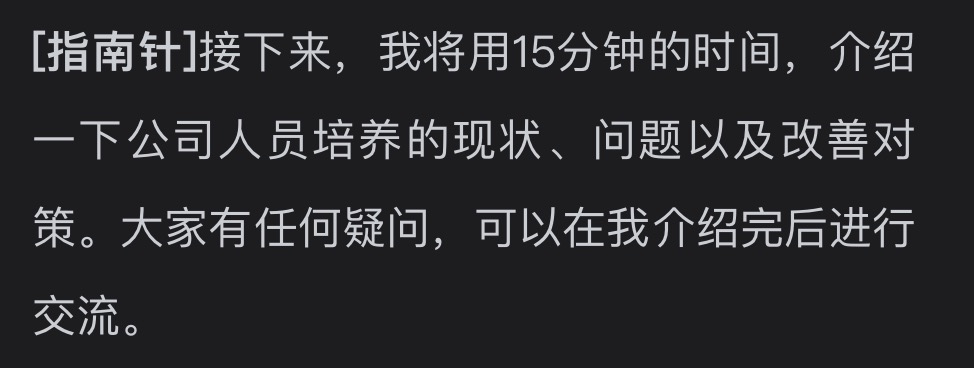 [指南针]接下来，我将用15分钟的时间，介绍
一下公司人员培养的现状、问题以及改善对
策。大家有任何疑问，可以在我介绍完后进行
交流。